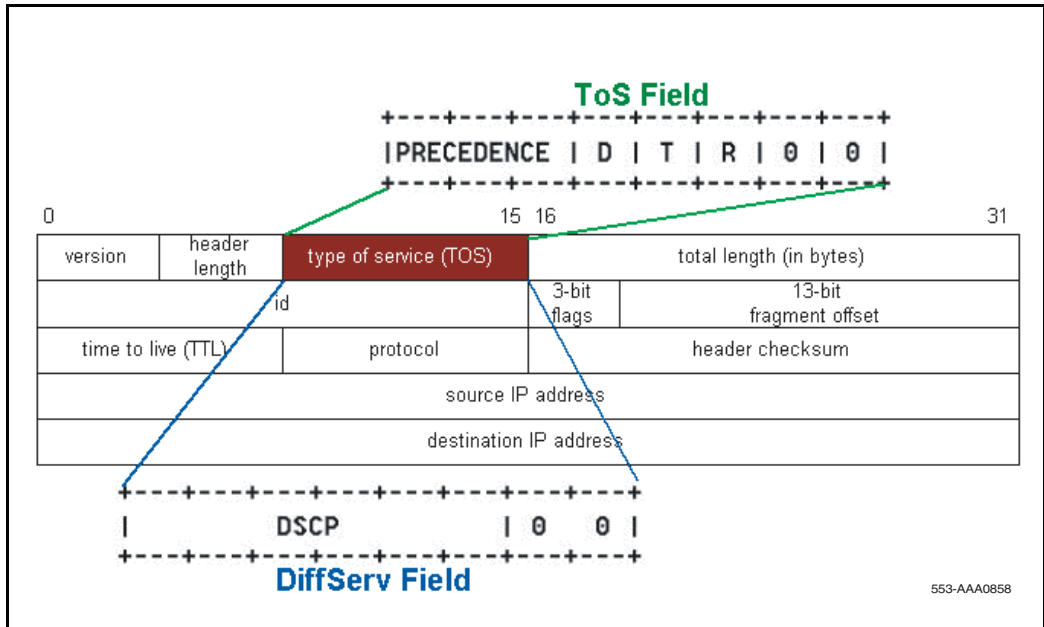 ToS Field
+---+---+---+---+---+---+---+---+
|PRECEDENCE | D | T | R | 0 | 0 |
+---+---+---+---+---+---+---+---+
0 15 16 31
version header length type of service (TOS) total length (in bytes)
id 3-bit flags 13-bit fragment offset
time to live (TTL) protocol header checksum
source IP address
destination IP address
+---+---+---+---+---+---+---+---+
| DSCP | 0 0 |
+---+---+---+---+---+---+---+---+
DiffServ Field
553-AAA0858